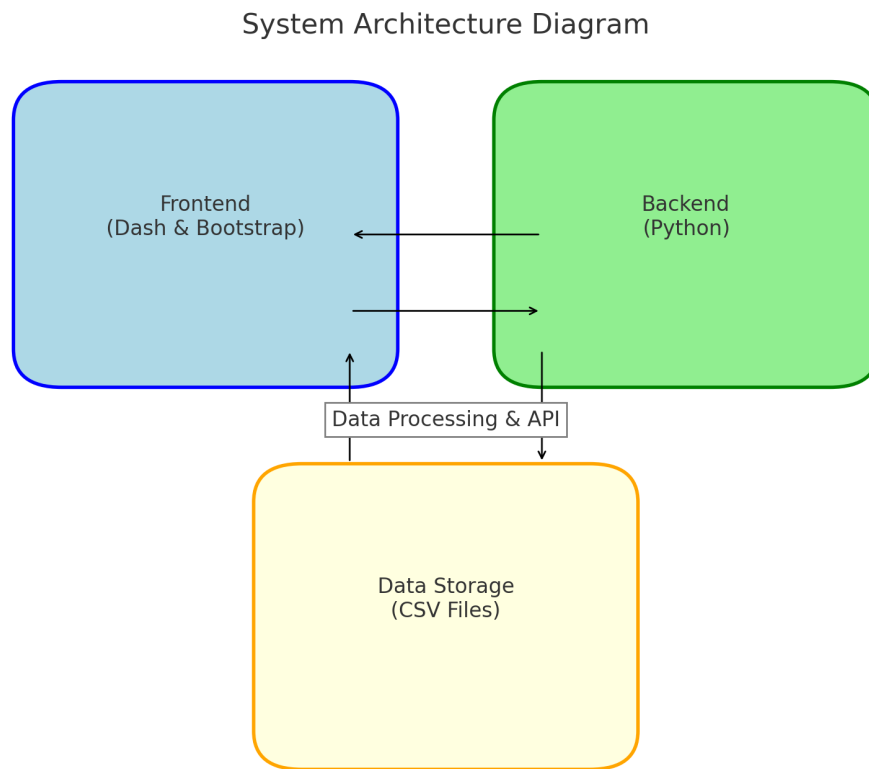 System Architecture Diagram
Frontend
(Dash & Bootstrap)
Backend
(Python)
Data Processing & API
Data Storage
(CSV Files)